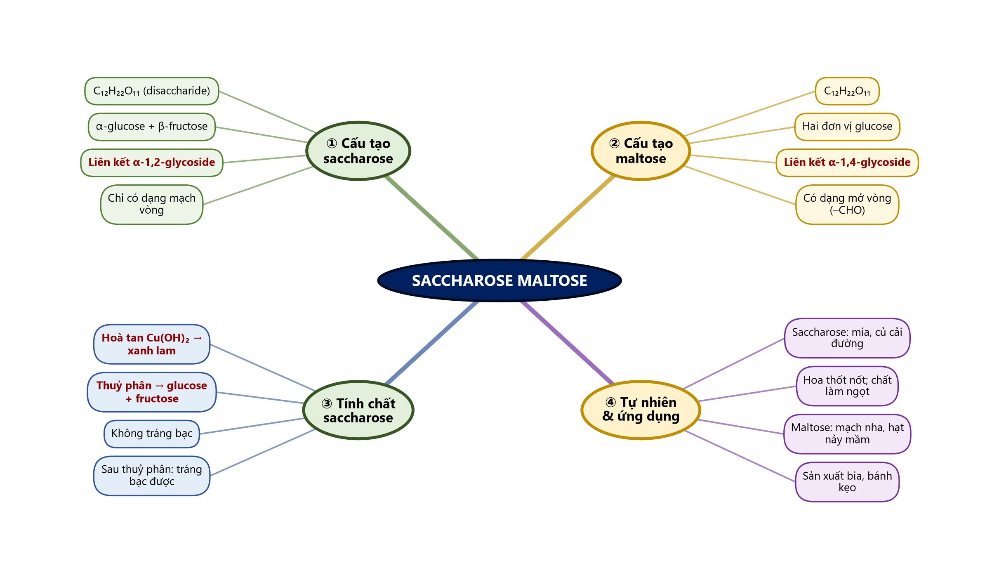 C₁₂H₂₂O₁₁ (disaccharide)
α-glucose + β-fructose
Liên kết α-1,2-glycoside
Chỉ có dạng mạch
vòng
① Cấu tạo
saccharose
② Cấu tạo
maltose
C₁₂H₂₂O₁₁
Hai đơn vị glucose
Liên kết α-1,4-glycoside
Có dạng mở vòng
(–CHO)
SACCHAROSE MALTOSE
Hoà tan Cu(OH)₂ →
xanh lam
Thuỷ phân → glucose
+ fructose
Không tráng bạc
Sau thuỷ phân: tráng
bạc được
③ Tính chất
saccharose
④ Tự nhiên
& ứng dụng
Saccharose: mía, củ cải
đường
Hoa thốt nốt; chất
làm ngọt
Maltose: mạch nha, hạt
nảy mầm
Sản xuất bia, bánh
kẹo